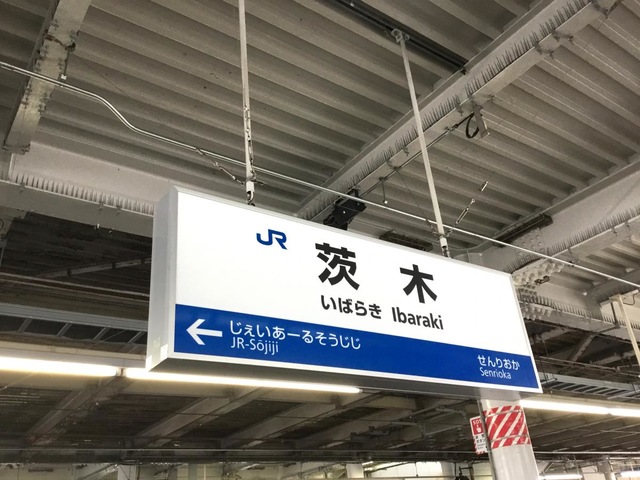 JR 茨木
いばらき Ibaraki
← じぇいあーるそうじじ
JR-Sōjiji
せんりおか
Senrioka